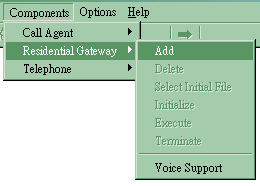 Components Options Help
Call Agent
Residential Gateway
Telephone
Add
Delete
Select Initial File
Initialize
Execute
Terminate
Voice Support